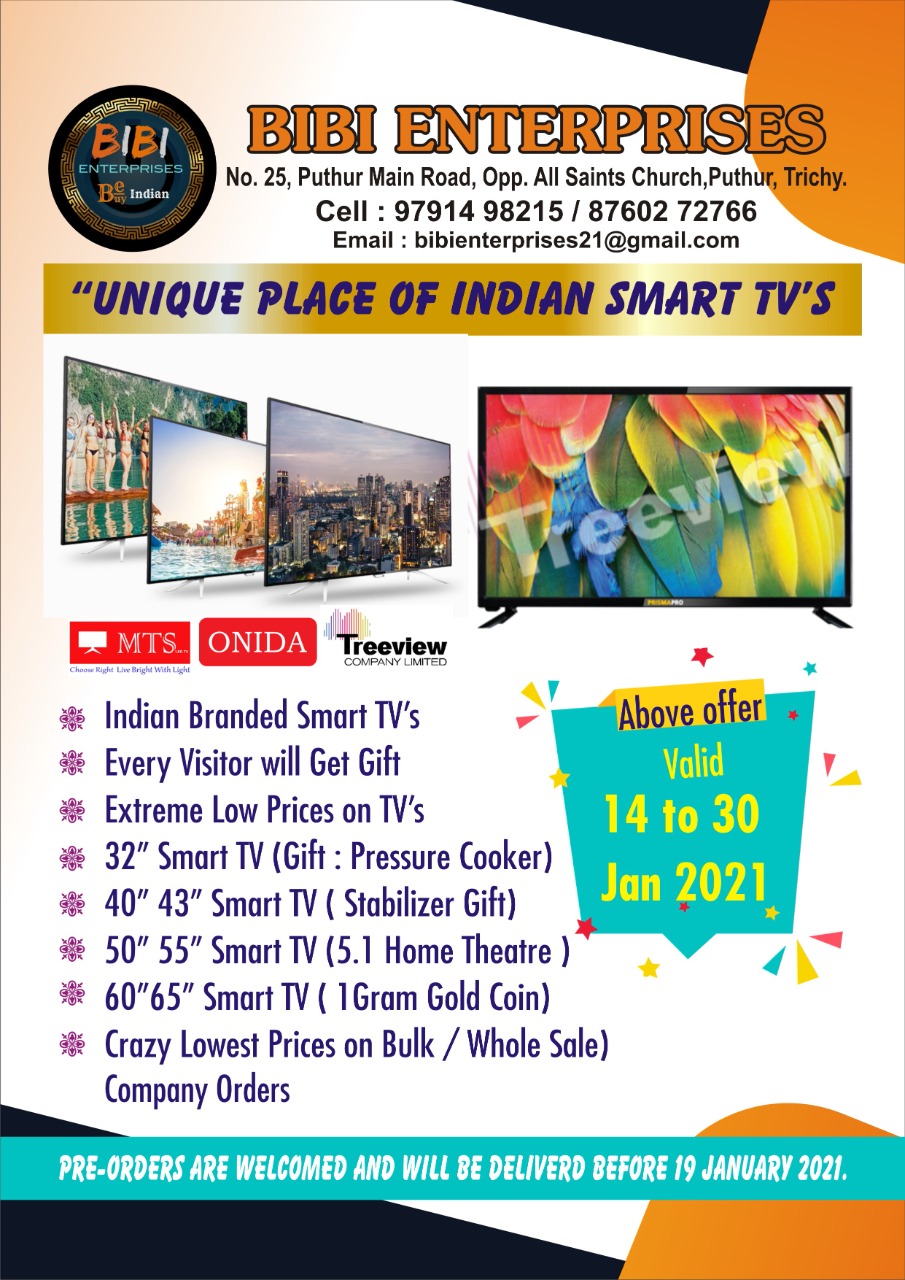 BIBI
ENTERPRISES
Be Buy Indian
BIBI ENTERPRISES
No. 25, Puthur Main Road, Opp. All Saints Church,Puthur, Trichy.
Cell : 97914 98215 / 87602 72766
Email : bibienterprises21@gmail.com
"UNIQUE PLACE OF INDIAN SMART TV'S
Treeview
PRISMAPRO
MTS
Choose Right Live Bright With Light
ONIDA
Treeview
COMPANY LIMITED
Indian Branded Smart TV's
Every Visitor will Get Gift
Extreme Low Prices on TV's
32" Smart TV (Gift : Pressure Cooker)
40" 43" Smart TV ( Stabilizer Gift)
50" 55" Smart TV (5.1 Home Theatre )
60"65" Smart TV ( 1Gram Gold Coin)
Crazy Lowest Prices on Bulk / Whole Sale)
Company Orders
Above offer
Valid
14 to 30
Jan 2021
PRE-ORDERS ARE WELCOMED AND WILL BE DELIVERD BEFORE 19 JANUARY 2021.